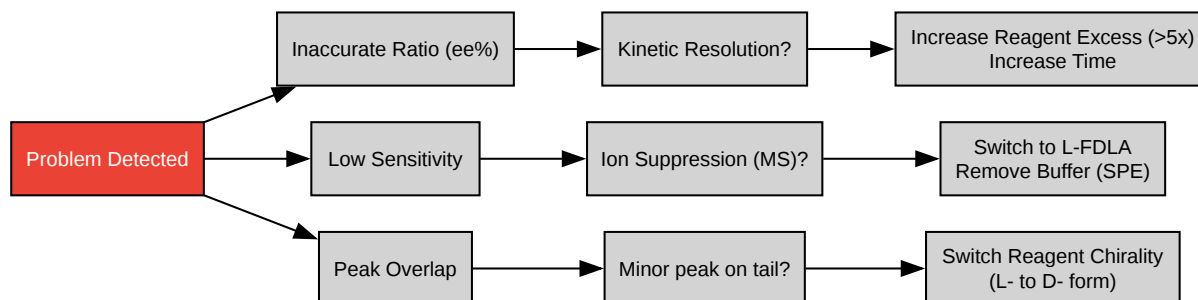 Inaccurate Ratio (ee%)
Kinetic Resolution?
Increase Reagent Excess (>5x)
Increase Time
Problem Detected
Low Sensitivity
Ion Suppression (MS)?
Switch to L-FDLA
Remove Buffer (SPE)
Peak Overlap
Minor peak on tail?
Switch Reagent Chirality
(L- to D- form)